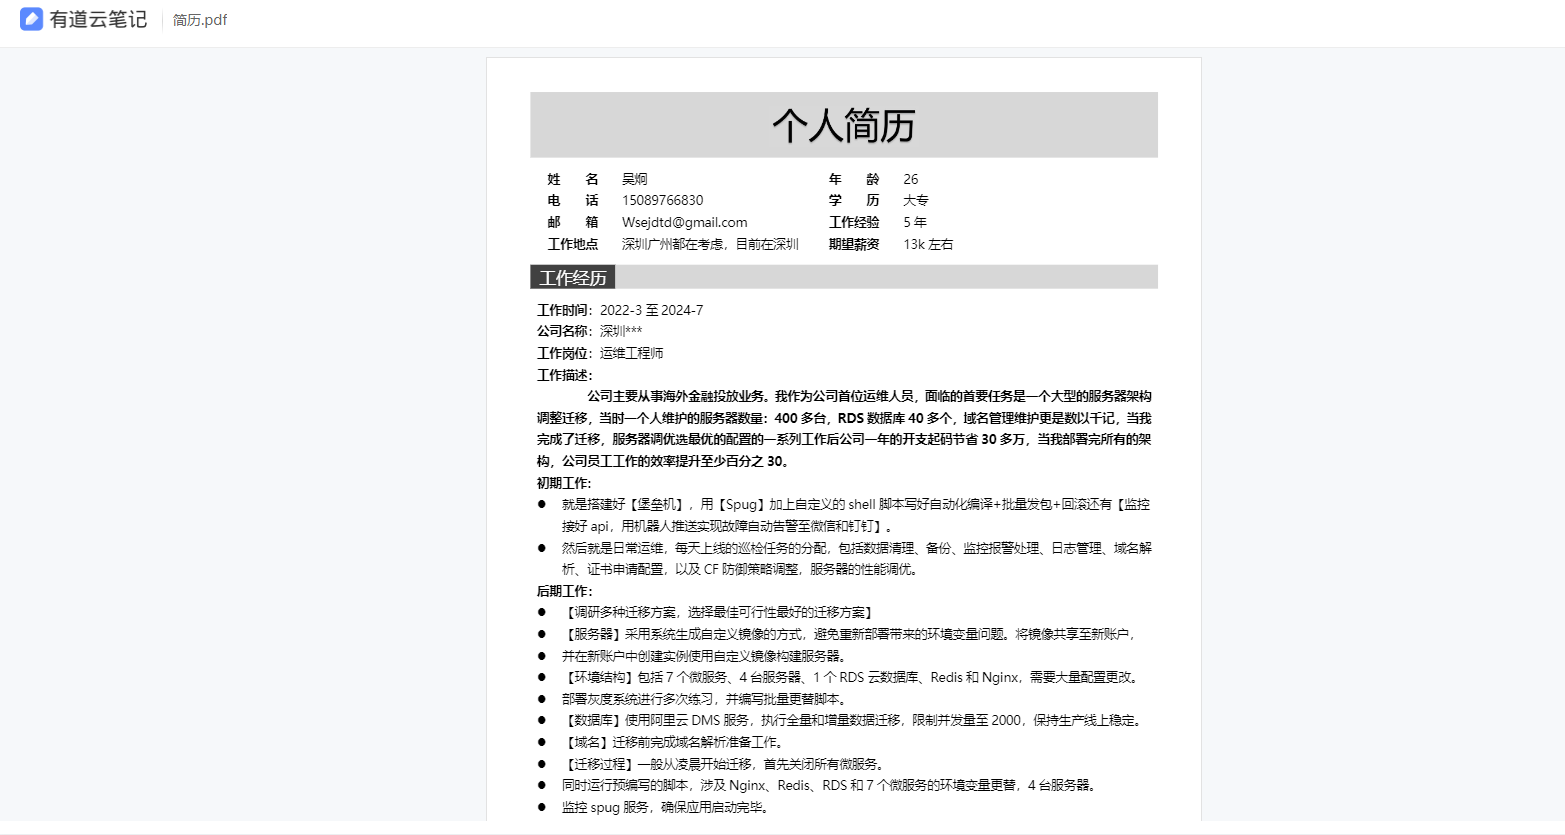 有道云笔记 简历.pdf
个人简历
姓 名 吴炯 年 龄 26
电 话 15089766830 学 历 大专
邮 箱 Wsejdtd@gmail.com 工作经验 5 年
工作地点 深圳广州都在考虑，目前在深圳 期望薪资 13k 左右
工作经历
工作时间：2022-3 至 2024-7
公司名称：深圳***
工作岗位：运维工程师
工作描述：
公司主要从事海外金融投放业务。我作为公司首位运维人员，面临的首要任务是一个大型的服务器架构
调整迁移，当时一个人维护的服务器数量：400 多台，RDS 数据库 40 多个，域名管理维护更是数以千记，当我
完成了迁移，服务器调优选最优的配置的一系列工作后公司一年的开支起码节省 30 多万，当我部署完所有的架
构，公司员工工作的效率提升至少百分之 30。
初期工作:
● 就是搭建好【堡垒机】，用【Spug】加上自定义的 shell 脚本写好自动化编译+批量发包+回滚还有【监控
接好 api，用机器人推送实现故障自动告警至微信和钉钉】。
● 然后就是日常运维，每天上线的巡检任务的分配，包括数据清理、备份、监控报警处理、日志管理、域名解
析、证书申请配置，以及 CF 防御策略调整，服务器的性能调优。
后期工作：
● 【调研多种迁移方案，选择最佳可行性最好的迁移方案】
● 【服务器】采用系统生成自定义镜像的方式，避免重新部署带来的环境变量问题。将镜像共享至新账户，
● 并在新账户中创建实例使用自定义镜像构建服务器。
● 【环境结构】包括 7 个微服务、4 台服务器、1 个 RDS 云数据库、Redis 和 Nginx，需要大量配置更改。
● 部署灰度系统进行多次练习，并编写批量更替脚本。
● 【数据库】使用阿里云 DMS 服务，执行全量和增量数据迁移，限制并发量至 2000，保持生产线上稳定。
● 【域名】迁移前完成域名解析准备工作。
● 【迁移过程】一般从凌晨开始迁移，首先关闭所有微服务。
● 同时运行预编写的脚本，涉及 Nginx、Redis、RDS 和 7 个微服务的环境变量更替，4 台服务器。
● 监控 spug 服务，确保应用启动完毕。